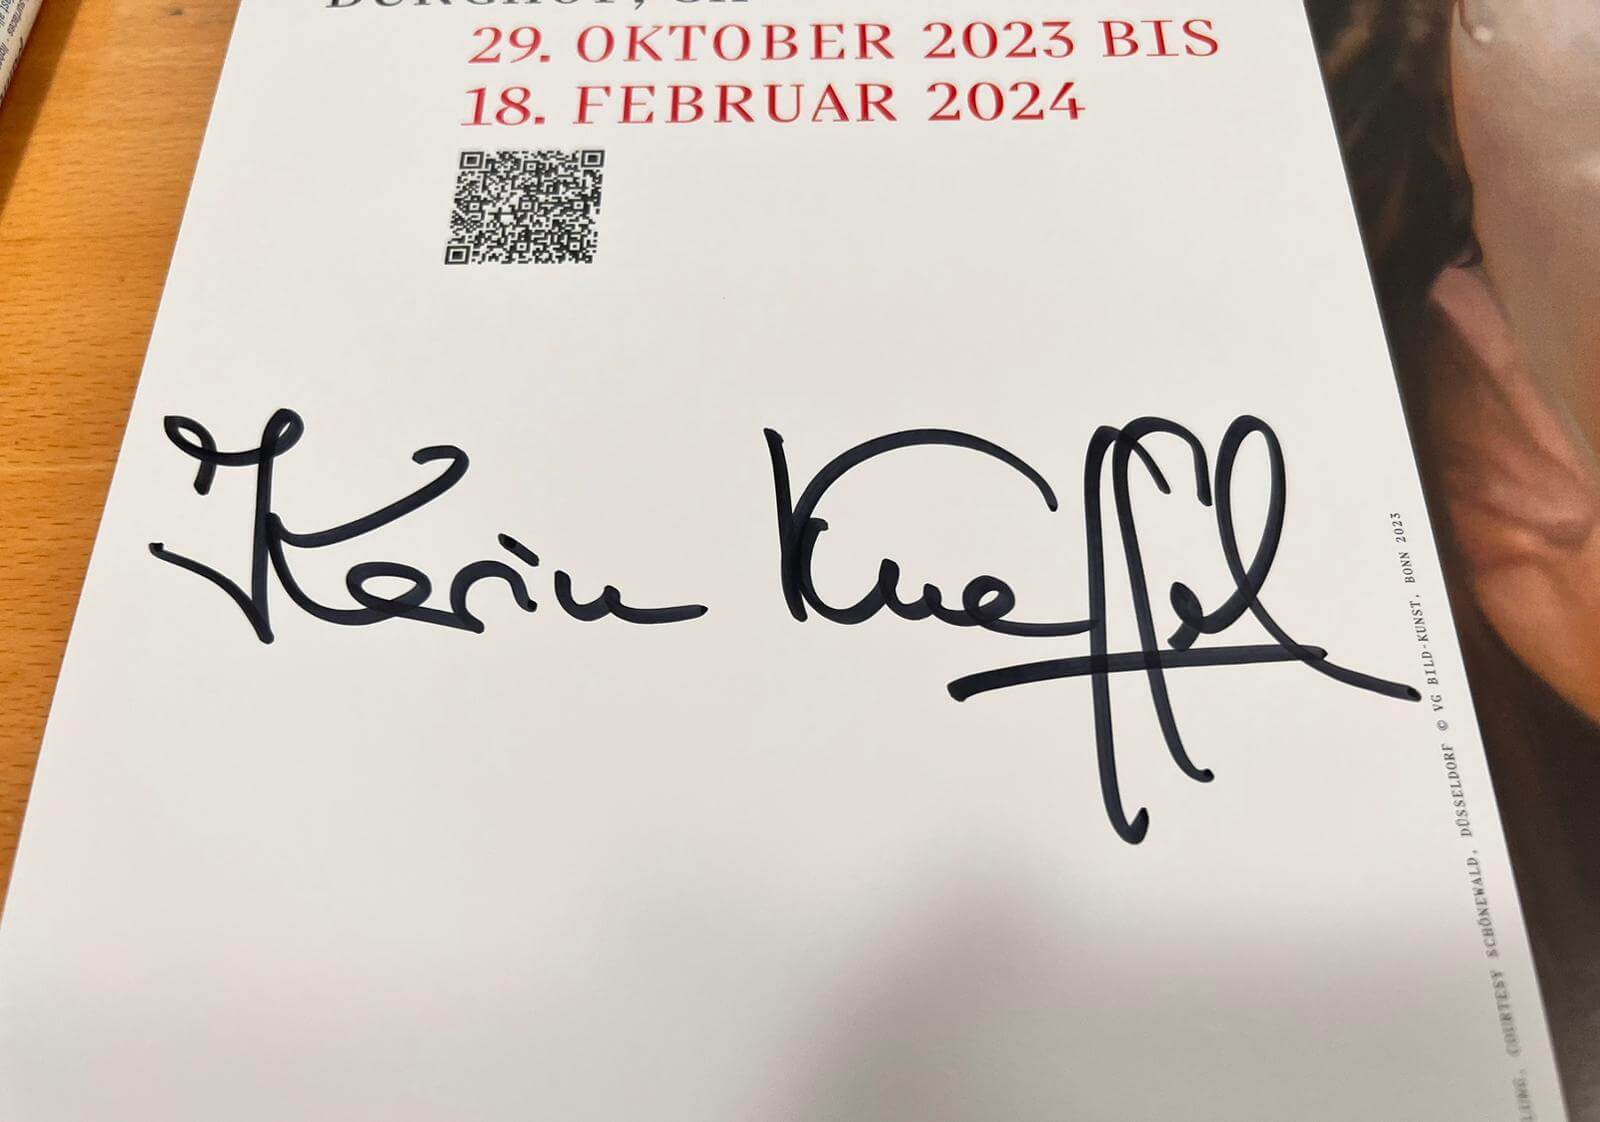 29. OKTOBER 2023 BIS
18. FEBRUAR 2024
Karin Kneffel
COURTESY SCHÖNEWALD, DÜSSELDORF © VG BILD-KUNST, BONN 2023